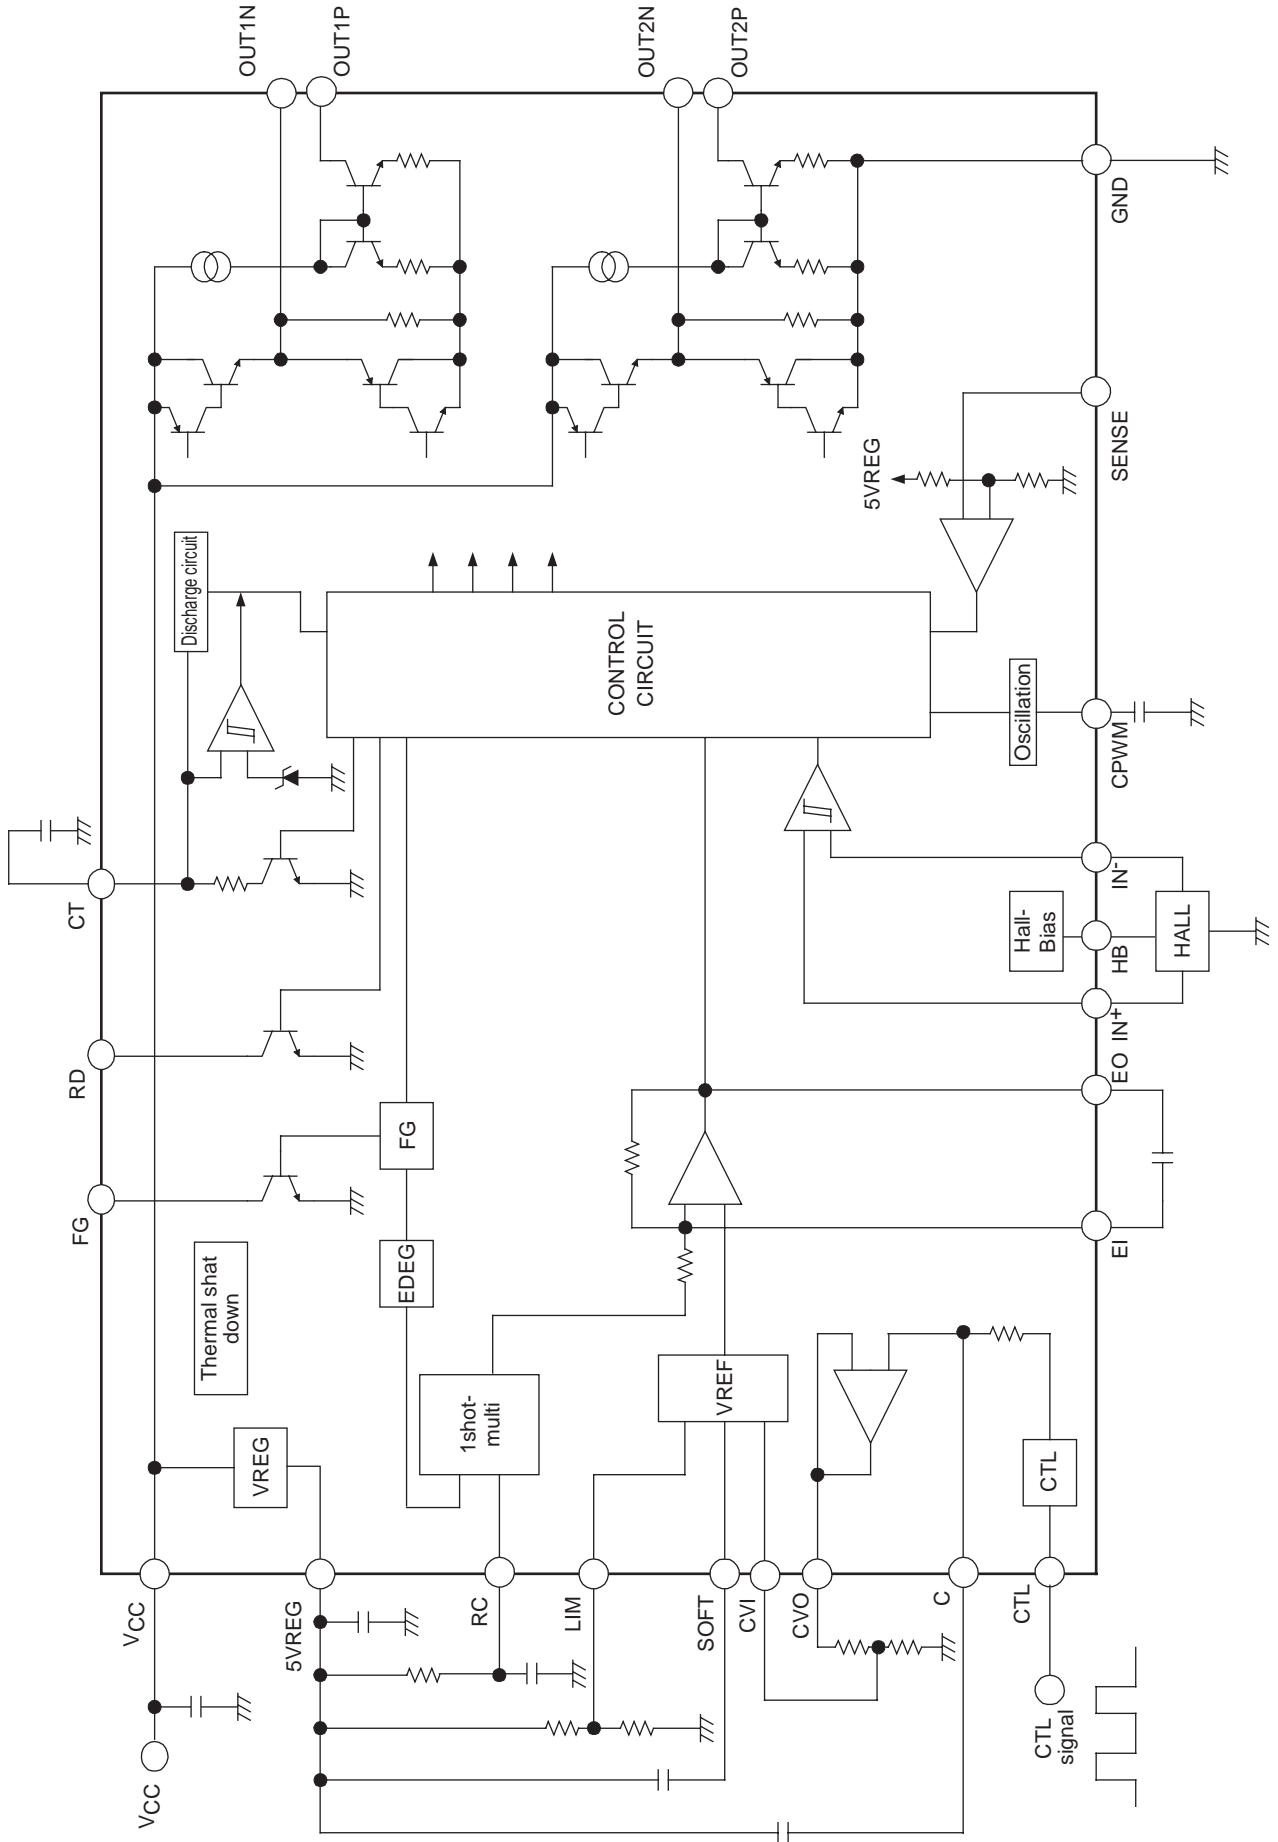 OUT1N
OUT1P
OUT2N
OUT2P
Discharge circuit
5VREG
CONTROL
CIRCUIT
Oscillation
GND
SENSE
CPWM
CT
RD
FG
FG
EDEG
Thermal shat
down
Hall-
Bias
IN-
HB
HALL
IN+
EO
EI
1shot-
multi
VREF
VREG
CTL
VCC
5VREG
RC
LIM
SOFT
CVI
CVO
C
CTL
VCC
CTL
signal